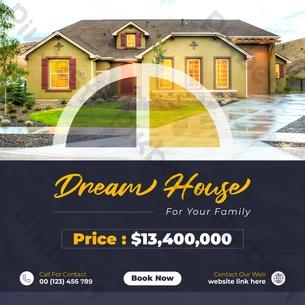 Dream House
For Your Family
Price : $13,400,000
Call For Contact
00 (123) 456 789
Book Now
Contact Our Web
website link here